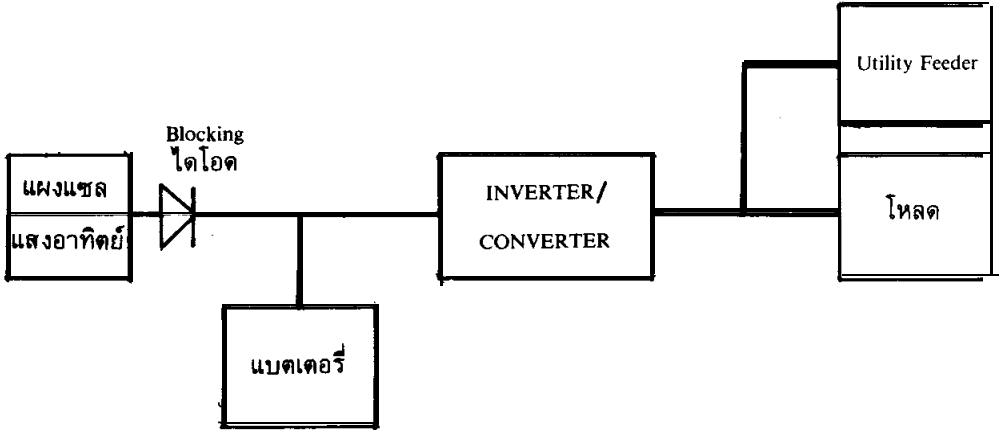 Utility Feeder
Blocking
ไดโอด
แผงแซล
แสงอาทิตย์
INVERTER/
CONVERTER
โหลด
แบตเตอรี่